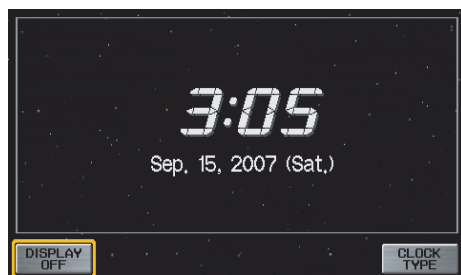 3:05
Sep. 15, 2007 (Sat.)
DISPLAY
OFF
CLOCK
TYPE